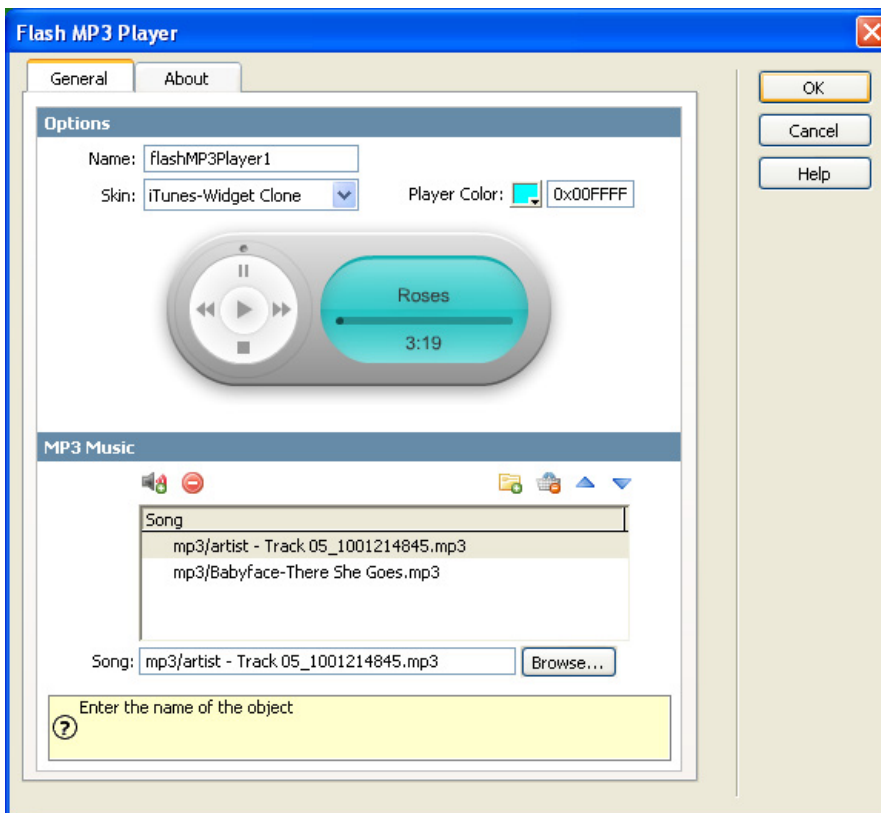 Flash MP3 Player
General About
OK
Cancel
Help
Options
Name: flashMP3Player1
Skin: iTunes-Widget Clone Player Color: 0x00FFFF
Roses
3:19
MP3 Music
Song
mp3/artist - Track 05_1001214845.mp3
mp3/Babyface-There She Goes.mp3
Song: mp3/artist - Track 05_1001214845.mp3 Browse...
Enter the name of the object
?